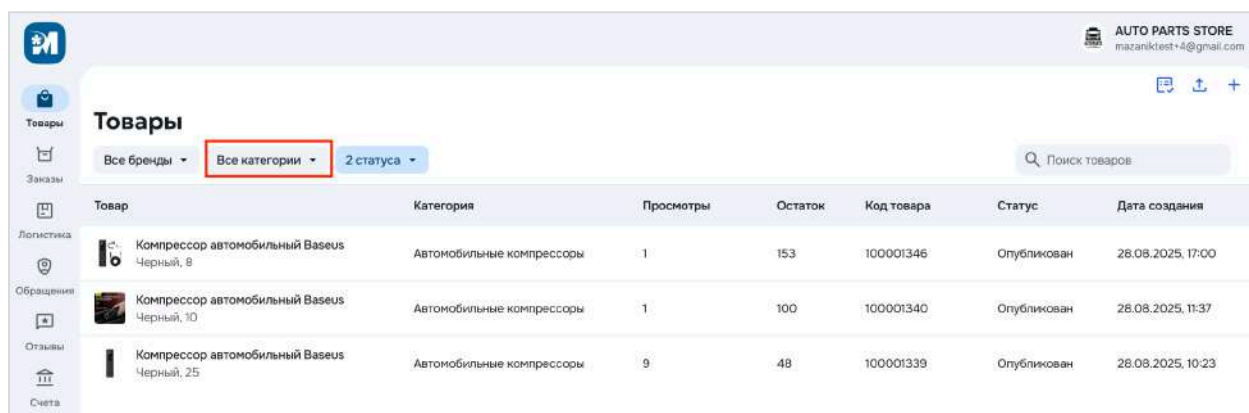 AUTO PARTS STORE
mazaniktest+4@gmail.com
Товары
Заказы
Логистика
Обращения
Отзывы
Счета
Товары
Все бренды
Все категории
2 статуса
Поиск товаров
Товар Категория Просмотры Остаток Код товара Статус Дата создания
Компрессор автомобильный Baseus
Черный, 8
Автомобильные компрессоры 1 153 100001346 Опубликован 28.08.2025, 17:00
Компрессор автомобильный Baseus
Черный, 10
Автомобильные компрессоры 1 100 100001340 Опубликован 28.08.2025, 11:37
Компрессор автомобильный Baseus
Черный, 25
Автомобильные компрессоры 9 48 100001339 Опубликован 28.08.2025, 10:23